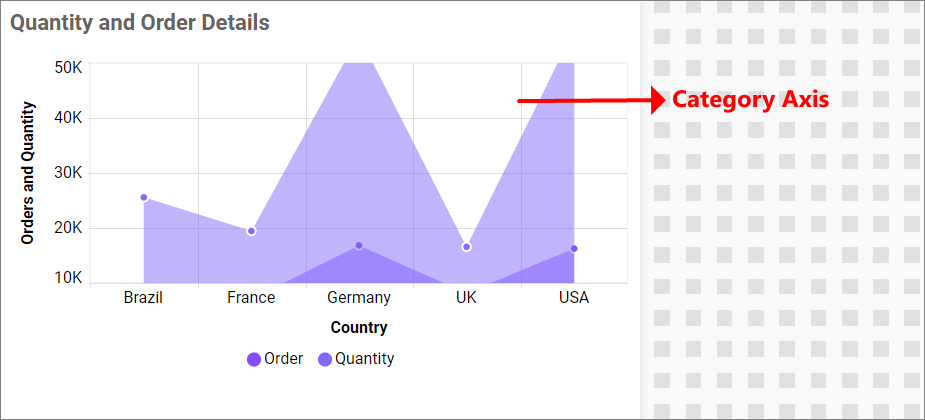 Quantity and Order Details
50K
40K
30K
20K
10K
Orders and Quantity
Category Axis
Brazil France Germany UK USA
Country
Order Quantity